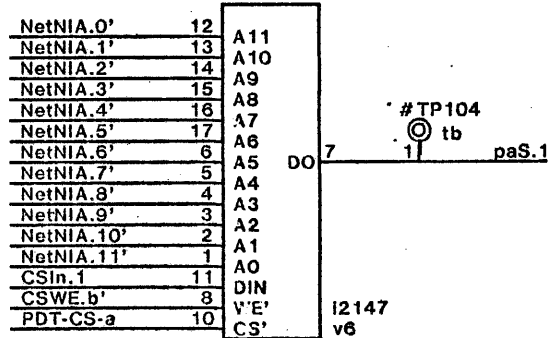 NetNIA.0' 12 A11
NetNIA.1' 13 A10
NetNIA.2' 14 A9
NetNIA.3' 15 A8
NetNIA.4' 16 A7
NetNIA.5' 17 A6
NetNIA.6' 6 A5 DO 7 1 paS.1
NetNIA.7' 5 A4
NetNIA.8' 4 A3
NetNIA.9' 3 A2
NetNIA.10' 2 A1
NetNIA.11' 1 A0
CSIn.1 11 DIN
CSWE.b' 8 WE' i2147
PDT-CS-a 10 CS' v6
#TP104
tb